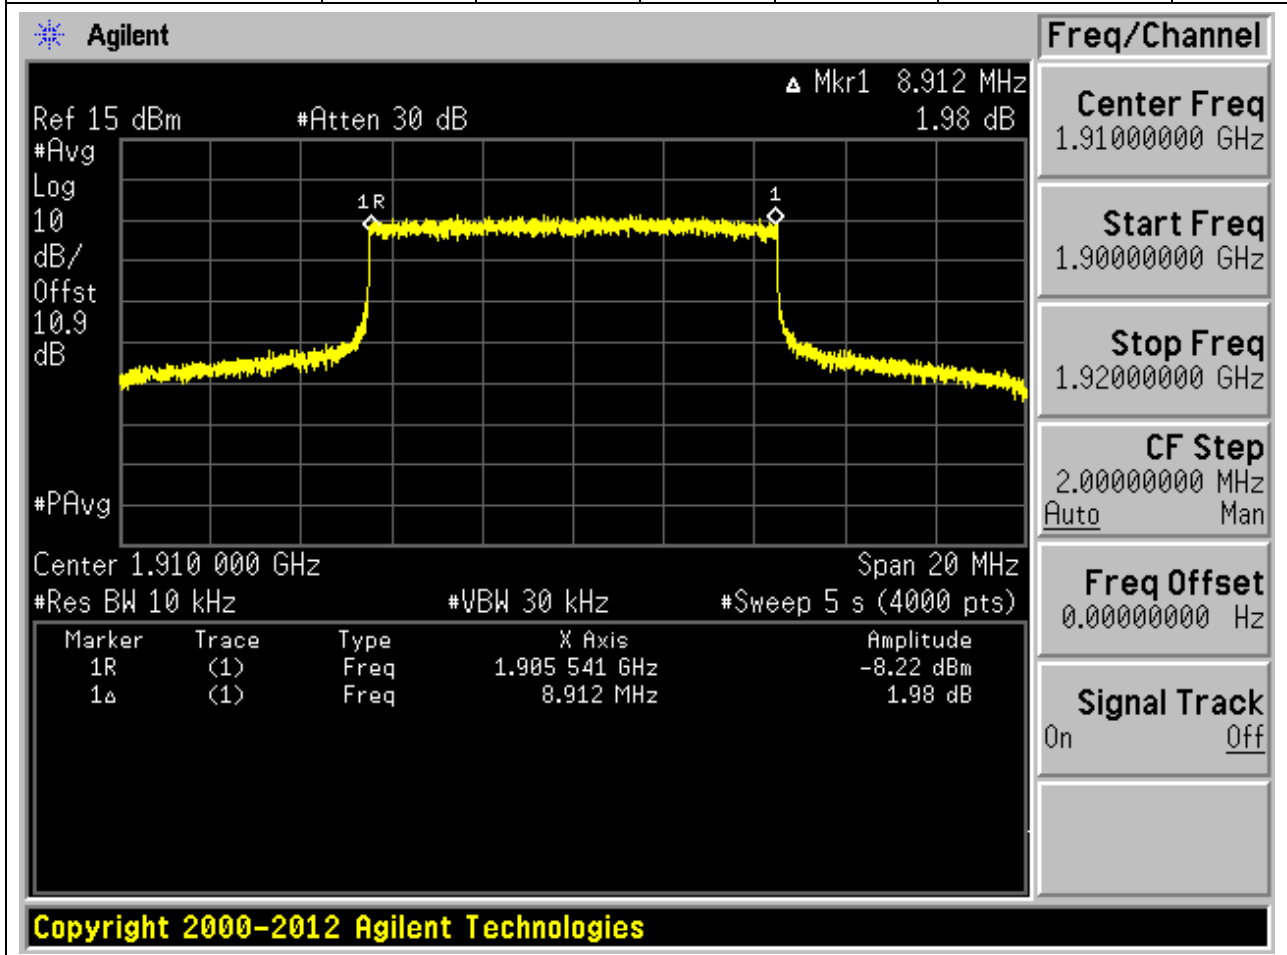 Agilent
Freq/Channel
Δ Mkr1 8.912 MHz
Ref 15 dBm #Atten 30 dB 1.98 dB
#Avg
Log
10
dB/
Offst
10.9
dB
#PAvg
1R
1
Center 1.910 000 GHz Span 20 MHz
#Res BW 10 kHz #VBW 30 kHz #Sweep 5 s (4000 pts)
Marker Trace Type X Axis Amplitude
1R (1) Freq 1.905 541 GHz -8.22 dBm
1Δ (1) Freq 8.912 MHz 1.98 dB
Center Freq
1.91000000 GHz
Start Freq
1.90000000 GHz
Stop Freq
1.92000000 GHz
CF Step
2.00000000 MHz
Auto Man
Freq Offset
0.00000000 Hz
Signal Track
On Off
Copyright 2000-2012 Agilent Technologies